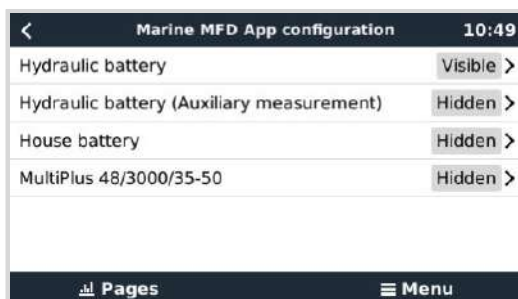 Marine MFD App configuration 10:49
Hydraulic battery Visible
Hydraulic battery (Auxiliary measurement) Hidden
House battery Hidden
MultiPlus 48/3000/35-50 Hidden
Pages Menu